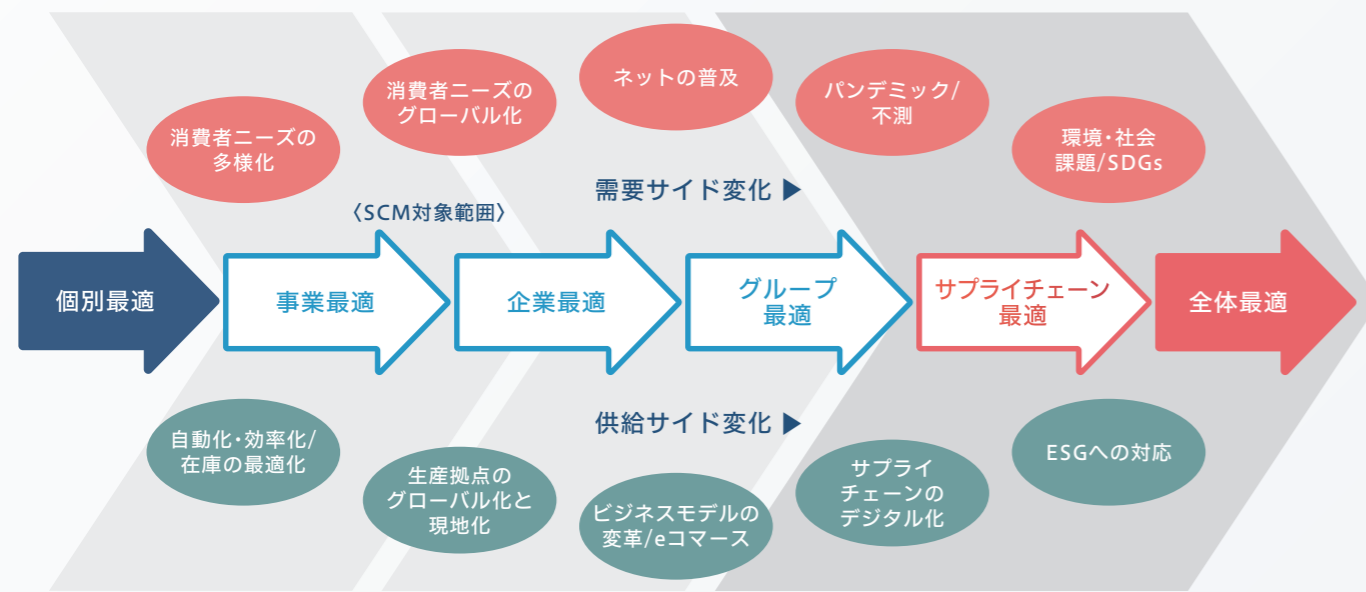 消費者ニーズの
多様化
消費者ニーズの
グローバル化
ネットの普及
パンデミック/
不測
環境・社会
課題/SDGs
需要サイド変化 ▶
〈SCM対象範囲〉
個別最適
事業最適
企業最適
グループ
最適
サプライチェーン
最適
全体最適
供給サイド変化 ▶
自動化・効率化/
在庫の最適化
生産拠点の
グローバル化と
現地化
ビジネスモデルの
変革/eコマース
サプライ
チェーンの
デジタル化
ESGへの対応